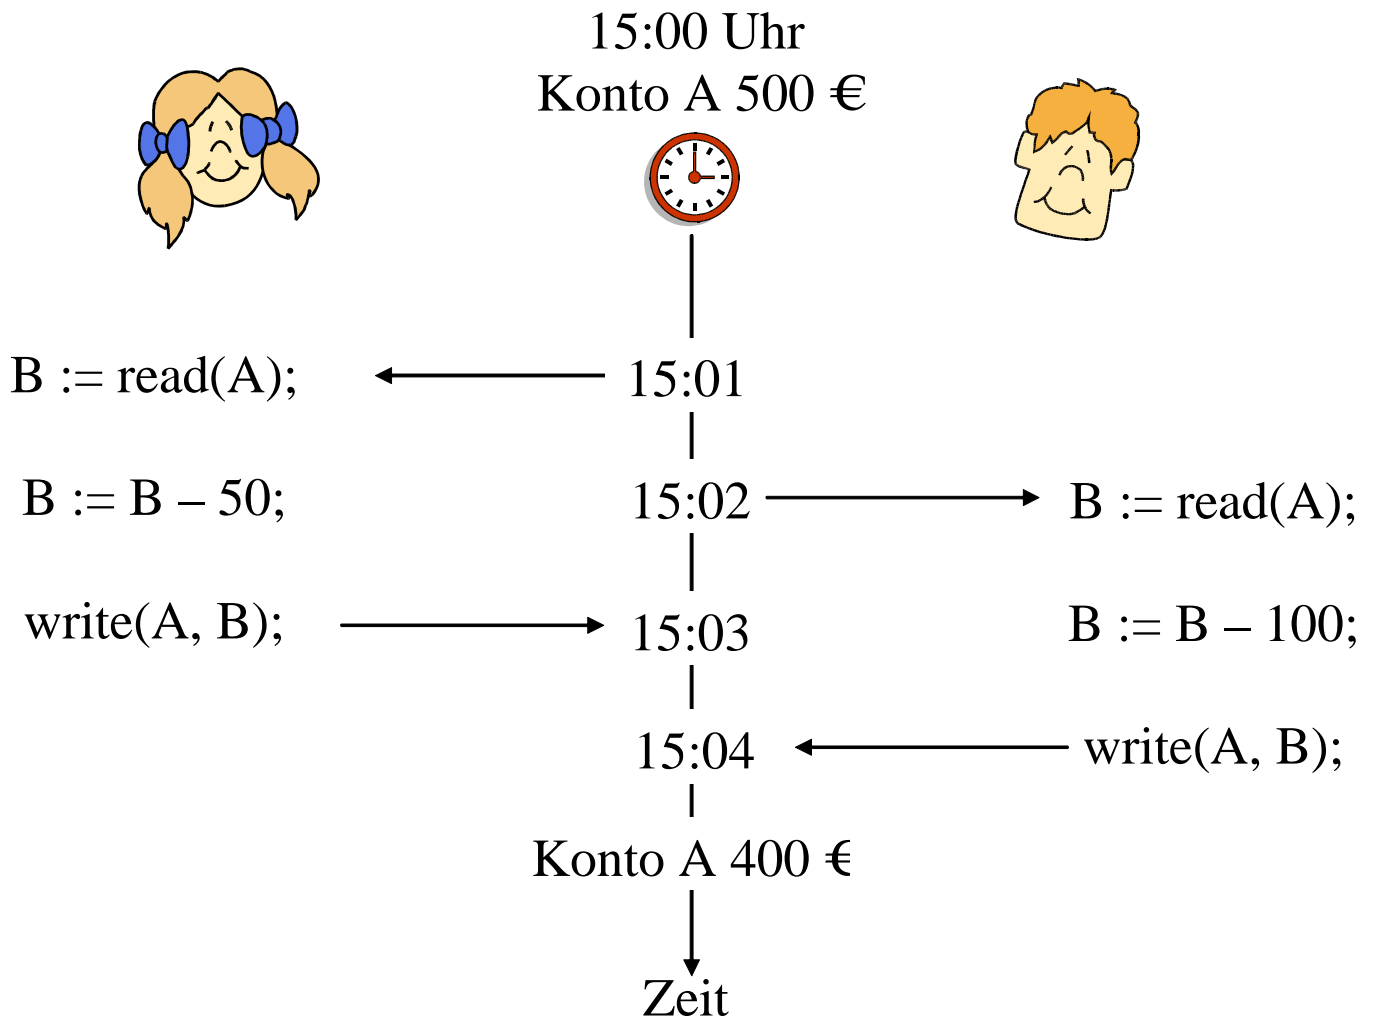 15:00 Uhr
Konto A 500 €
B := read(A);
15:01
B := B – 50;
15:02
B := read(A);
write(A, B);
15:03
B := B – 100;
15:04
write(A, B);
Konto A 400 €
Zeit